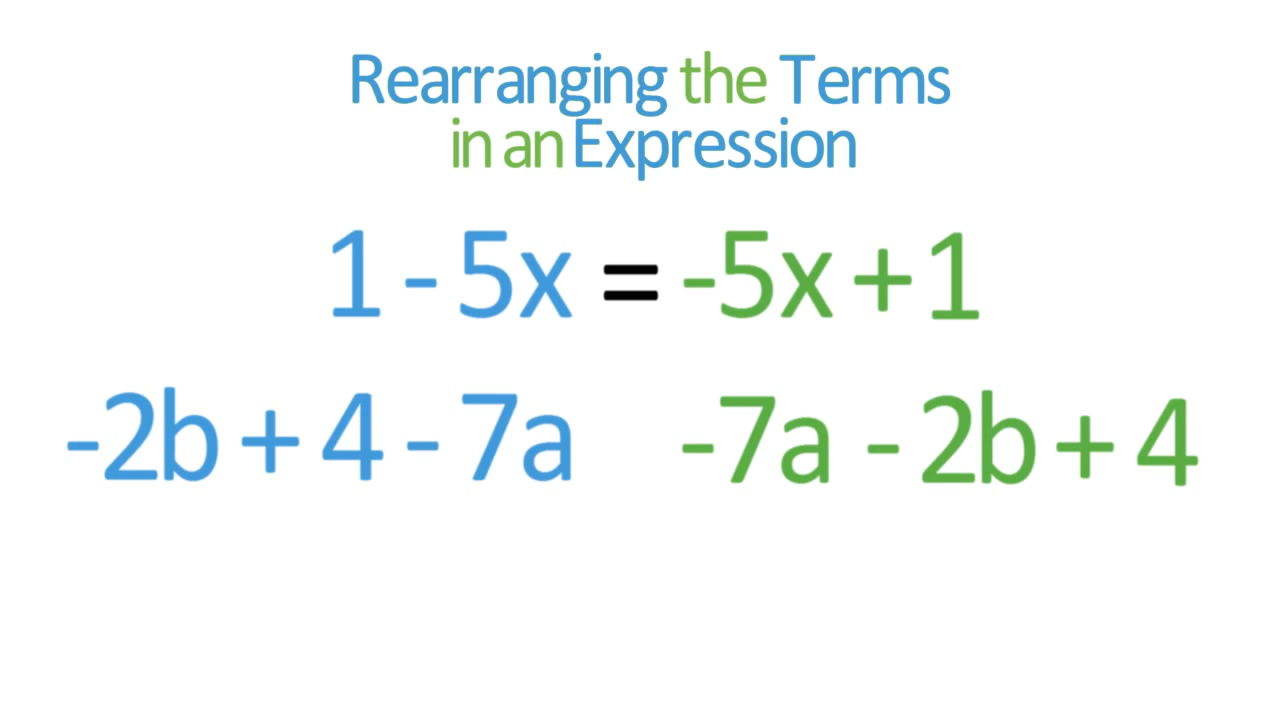 Rearranging the Terms
in an Expression
1 - 5x = -5x + 1
-2b + 4 - 7a -7a - 2b + 4